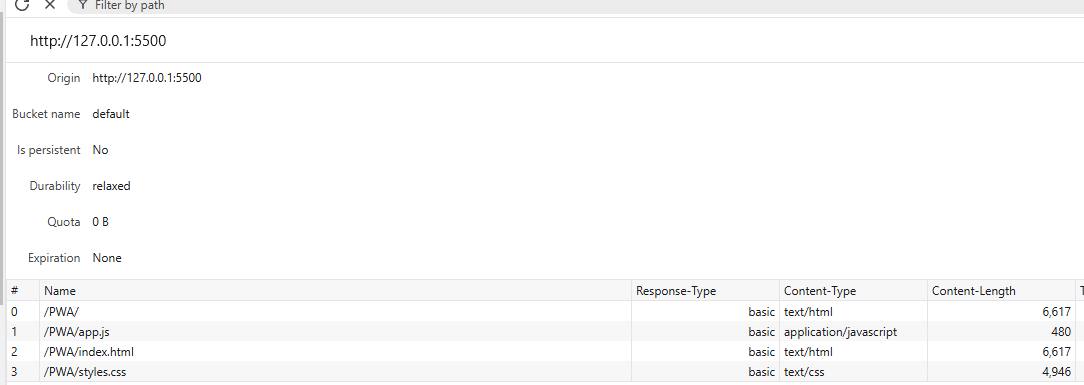 Filter by path
http://127.0.0.1:5500
Origin http://127.0.0.1:5500
Bucket name default
Is persistent No
Durability relaxed
Quota 0 B
Expiration None
# Name Response-Type Content-Type Content-Length T
0 /PWA/ basic text/html 6,617
1 /PWA/app.js basic application/javascript 480
2 /PWA/index.html basic text/html 6,617
3 /PWA/styles.css basic text/css 4,946